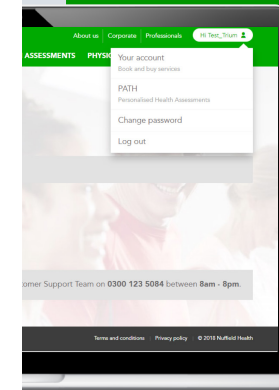 About us Corporate Professionals Hi Test_Trium
ASSESSMENTS PHYSIO
Your account
Book and buy services
PATH
Personalised Health Assessments
Change password
Log out
omer Support Team on 0300 123 5084 between 8am - 8pm.
Terms and conditions Privacy policy © 2018 Nuffield Health